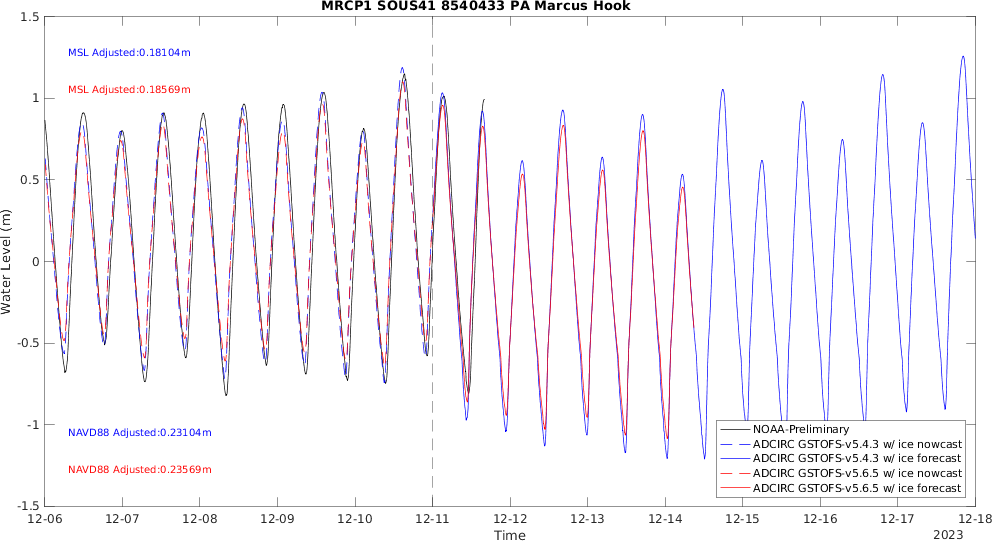 MRCP1 SOUS41 8540433 PA Marcus Hook
1.5
MSL Adjusted:0.18104m
MSL Adjusted:0.18569m
1
0.5
0
-0.5
-1
-1.5
Water Level (m)
NAVD88 Adjusted:0.23104m
NAVD88 Adjusted:0.23569m
NOAA-Preliminary
ADCIRC GSTOFS-v5.4.3 w/ ice nowcast
ADCIRC GSTOFS-v5.4.3 w/ ice forecast
ADCIRC GSTOFS-v5.6.5 w/ ice nowcast
ADCIRC GSTOFS-v5.6.5 w/ ice forecast
12-06 12-07 12-08 12-09 12-10 12-11 12-12 12-13 12-14 12-15 12-16 12-17 12-18
Time
2023